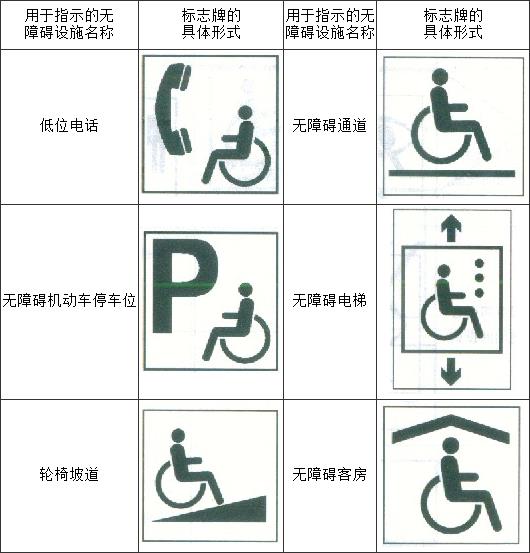 用于指示的无
障碍设施名称
标志牌的
具体形式
用于指示的无
障碍设施名称
标志牌的
具体形式
低位电话
无障碍通道
无障碍机动车停车位
P
无障碍电梯
轮椅坡道
无障碍客房